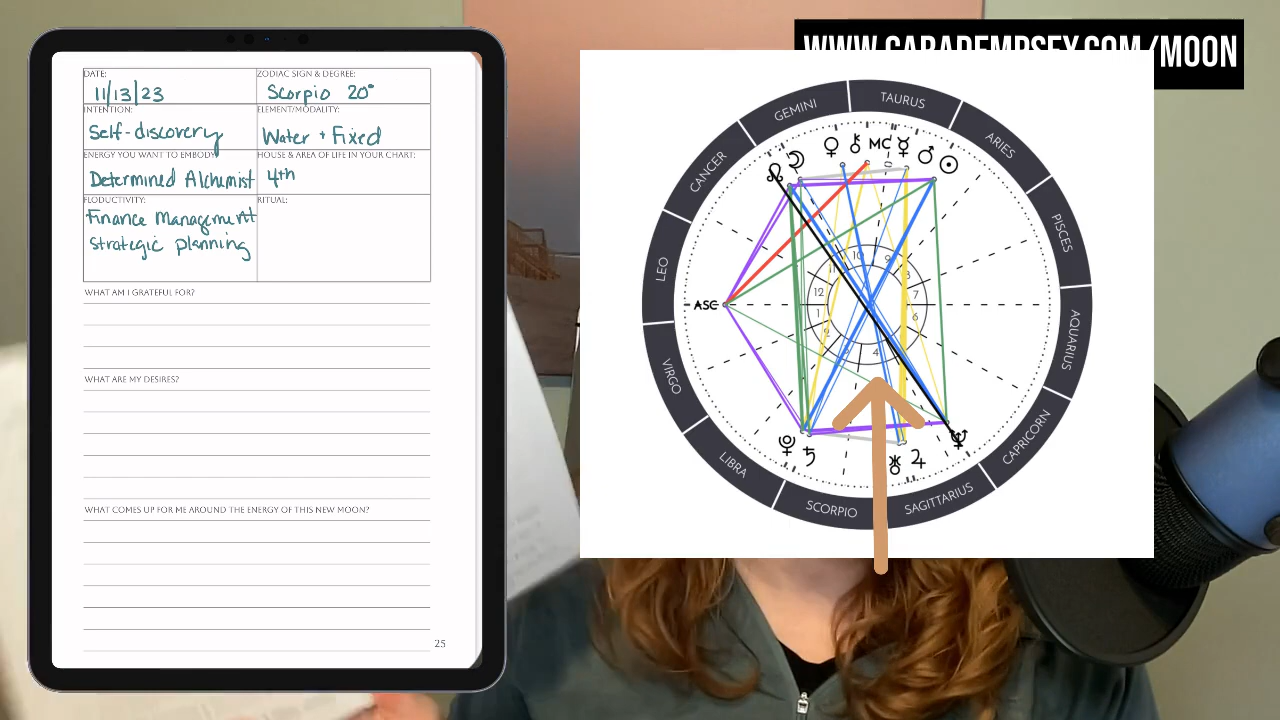 WWW.CARADEMPSEY.COM/MOON
DATE:
11/13/23
ZODIAC SIGN & DEGREE:
Scorpio 20°
INTENTION:
Self-discovery
ELEMENT/MODALITY:
Water + Fixed
ENERGY YOU WANT TO EMBODY:
Determined Alchemist
HOUSE & AREA OF LIFE IN YOUR CHART:
4th
Finance Management
Strategic planning
RITUAL:
WHAT AM I GRATEFUL FOR?
WHAT ARE MY DESIRES?
WHAT COMES UP FOR ME AROUND THE ENERGY OF THIS NEW MOON?
25
GEMINI
TAURUS
ARIES
CANCER
PISCES
LEO
AQUARIUS
VIRGO
CAPRICORN
LIBRA
SCORPIO
SAGITTARIUS
MC
ASC
10
9
8
12
7
1
6
2
4